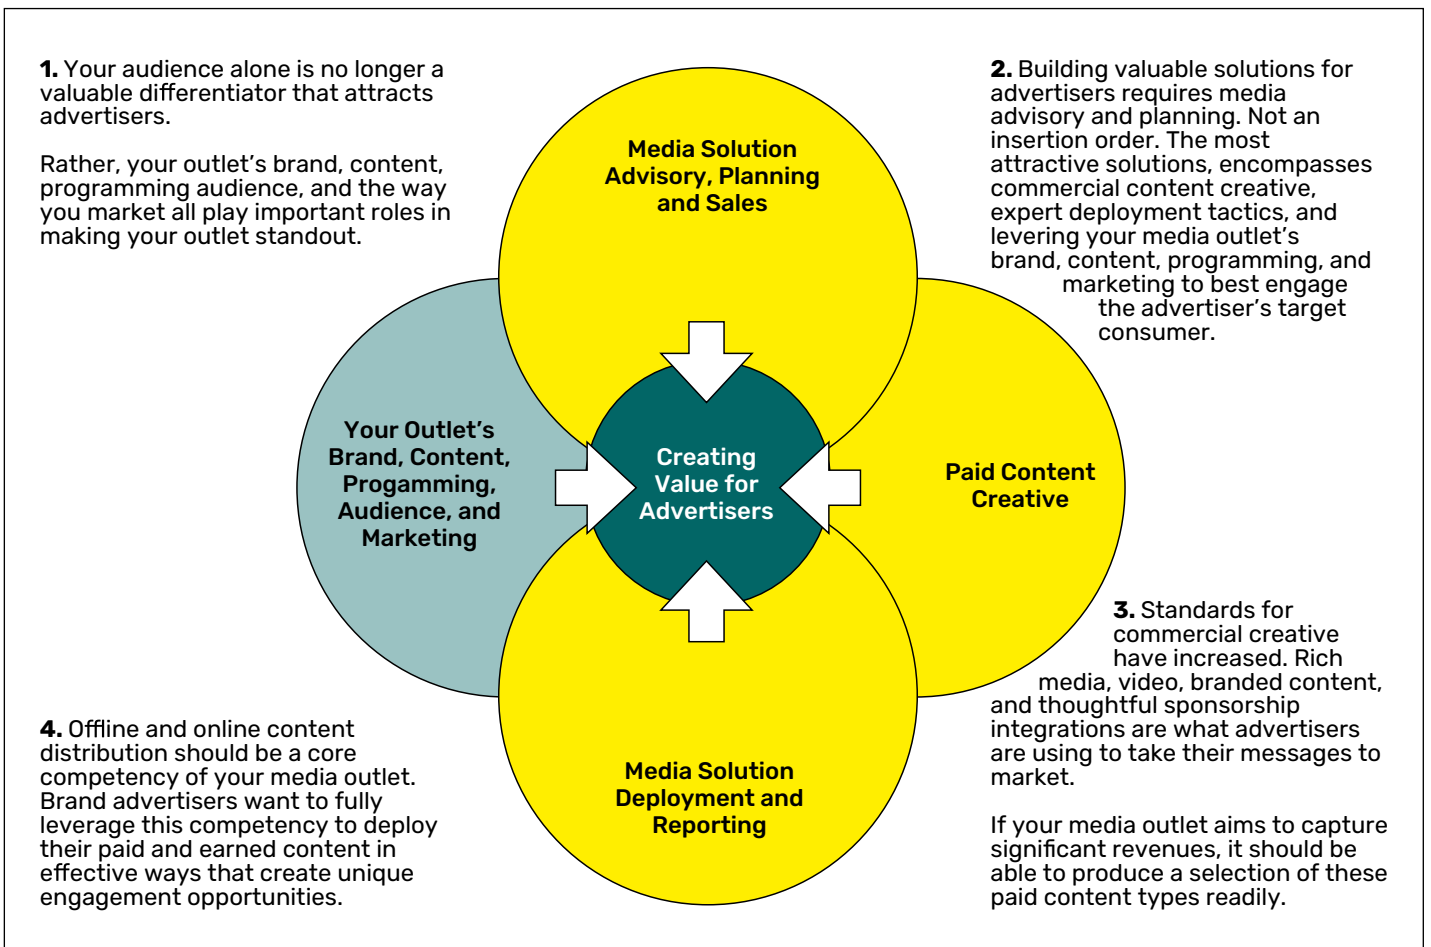 1. Your audience alone is no longer a
valuable differentiator that attracts
advertisers.
Rather, your outlet's brand, content,
programming audience, and the way
you market all play important roles in
making your outlet standout.
2. Building valuable solutions for
advertisers requires media
advisory and planning. Not an
insertion order. The most
attractive solutions, encompasses
commercial content creative,
expert deployment tactics, and
levering your media outlet's
brand, content, programming, and
marketing to best engage
the advertiser's target
consumer.
Media Solution
Advisory, Planning
and Sales
Your Outlet's
Brand, Content,
Progamming,
Audience, and
Marketing
Creating
Value for
Advertisers
Paid Content
Creative
3. Standards for
commercial creative
have increased. Rich
media, video, branded content,
and thoughtful sponsorship
integrations are what advertisers
are using to take their messages to
market.
If your media outlet aims to capture
significant revenues, it should be
able to produce a selection of these
paid content types readily.
4. Offline and online content
distribution should be a core
competency of your media outlet.
Brand advertisers want to fully
leverage this competency to deploy
their paid and earned content in
effective ways that create unique
engagement opportunities.
Media Solution
Deployment and
Reporting